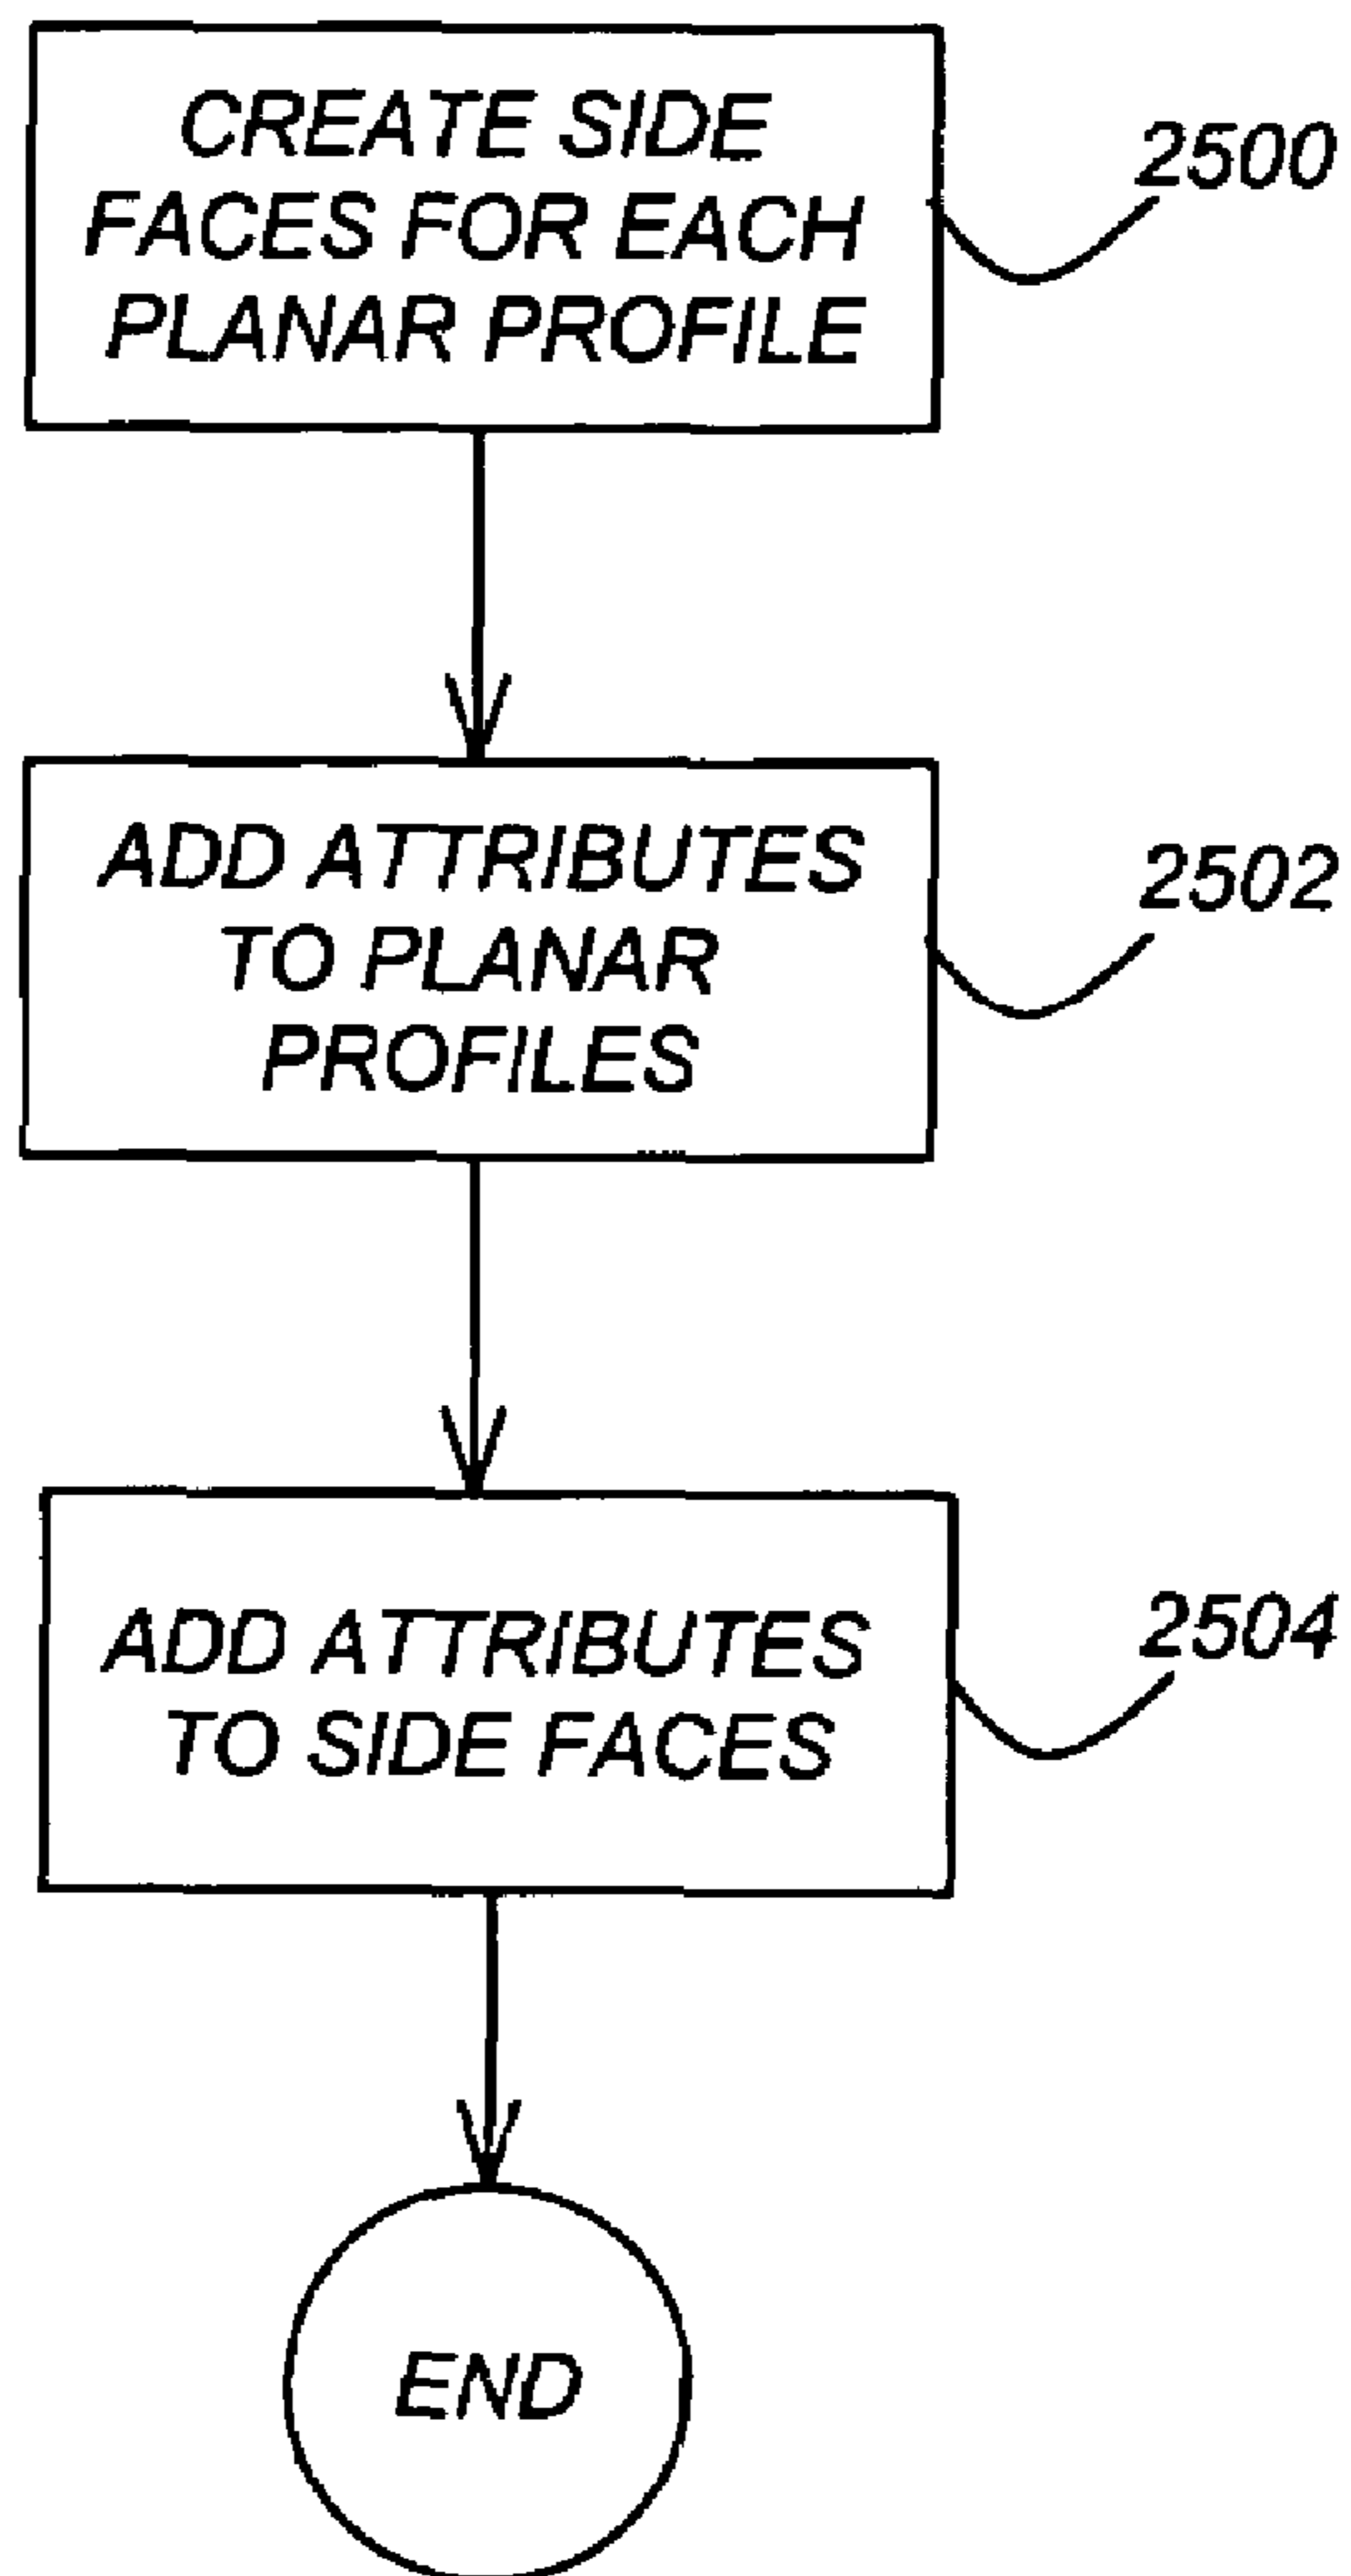 CREATE SIDE
FACES FOR EACH
PLANAR PROFILE
2500
ADD ATTRIBUTES
TO PLANAR
PROFILES
2502
ADD ATTRIBUTES
TO SIDE FACES
2504
END